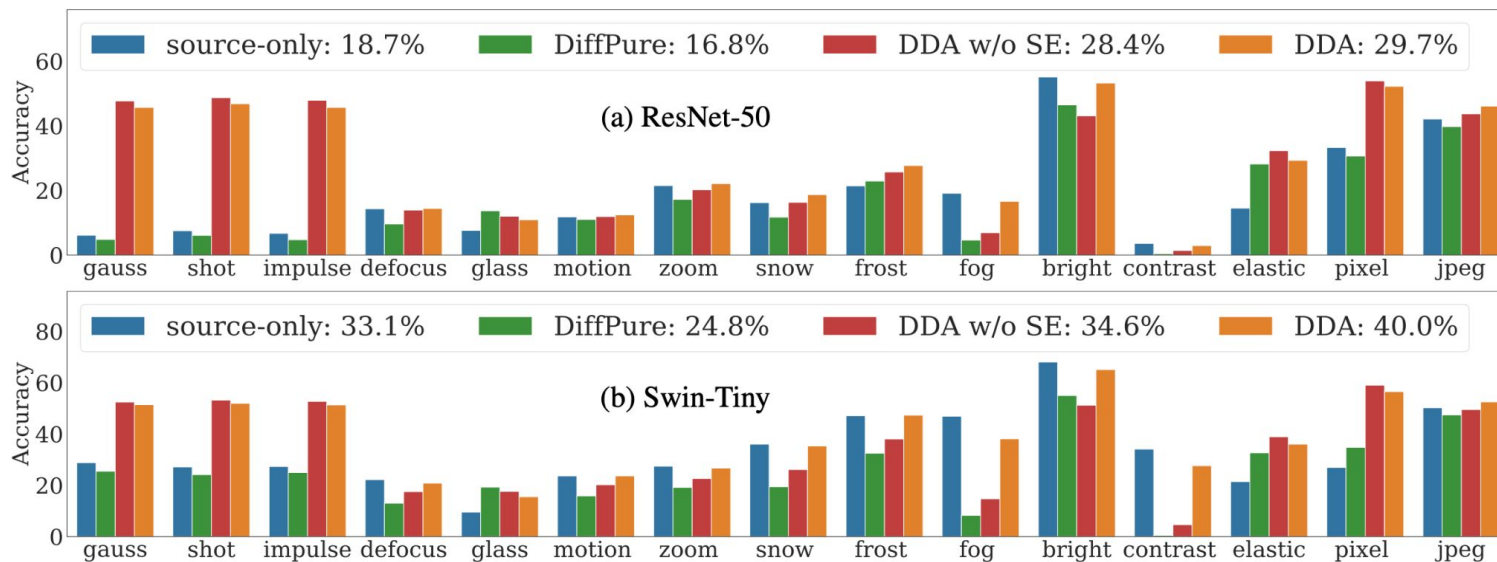 source-only: 18.7% DiffPure: 16.8% DDA w/o SE: 28.4% DDA: 29.7%
Accuracy
60
40
20
0
(a) ResNet-50
gauss shot impulse defocus glass motion zoom snow frost fog bright contrast elastic pixel jpeg
source-only: 33.1% DiffPure: 24.8% DDA w/o SE: 34.6% DDA: 40.0%
Accuracy
80
60
40
20
0
(b) Swin-Tiny
gauss shot impulse defocus glass motion zoom snow frost fog bright contrast elastic pixel jpeg